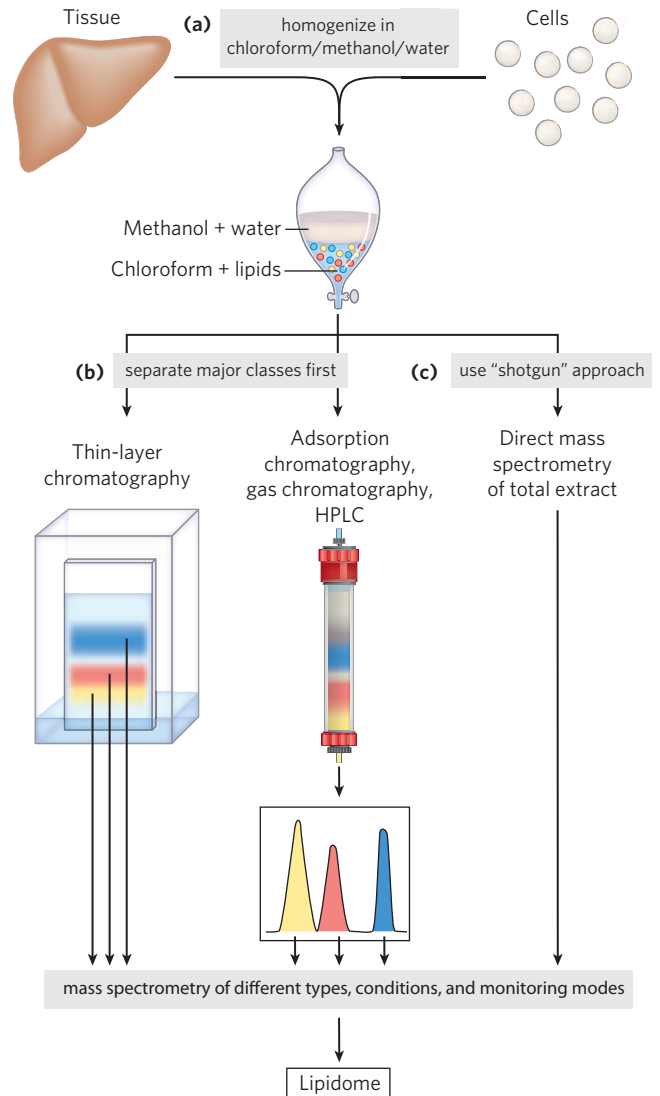 Tissue
(a)
homogenize in
chloroform/methanol/water
Cells
Methanol + water
Chloroform + lipids
(b)
separate major classes first
(c)
use “shotgun” approach
Thin-layer
chromatography
Adsorption
chromatography,
gas chromatography,
HPLC
Direct mass
spectrometry
of total extract
mass spectrometry of different types, conditions, and monitoring modes
Lipidome